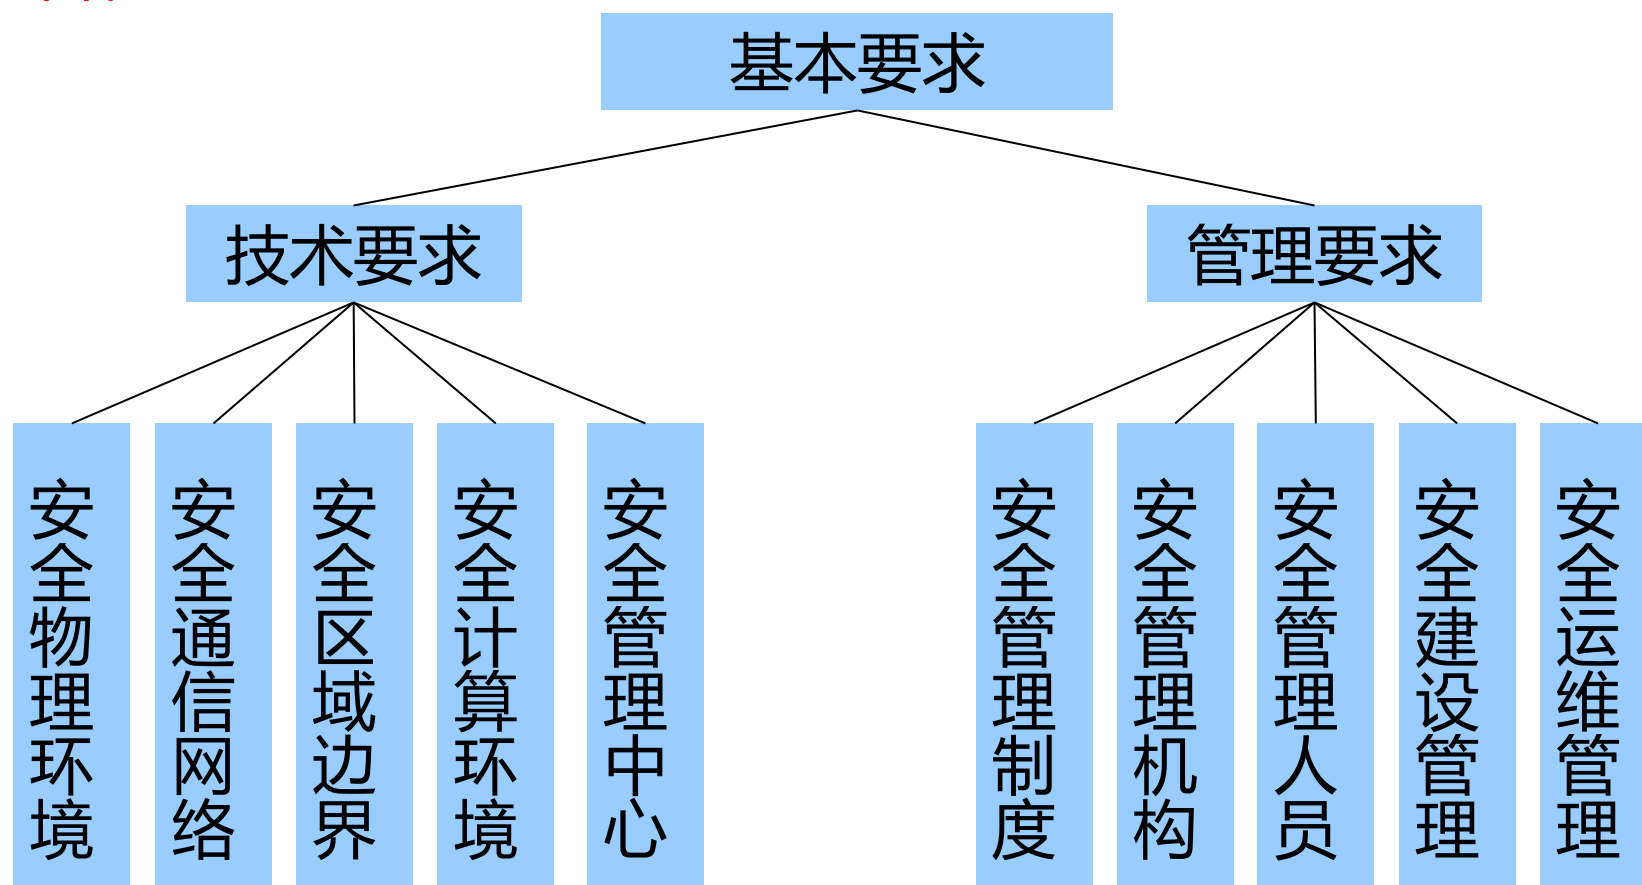 基本要求
技术要求
管理要求
安全物理环境
安全通信网络
安全区域边界
安全计算环境
安全管理中心
安全管理制度
安全管理机构
安全管理人员
安全建设管理
安全运维管理